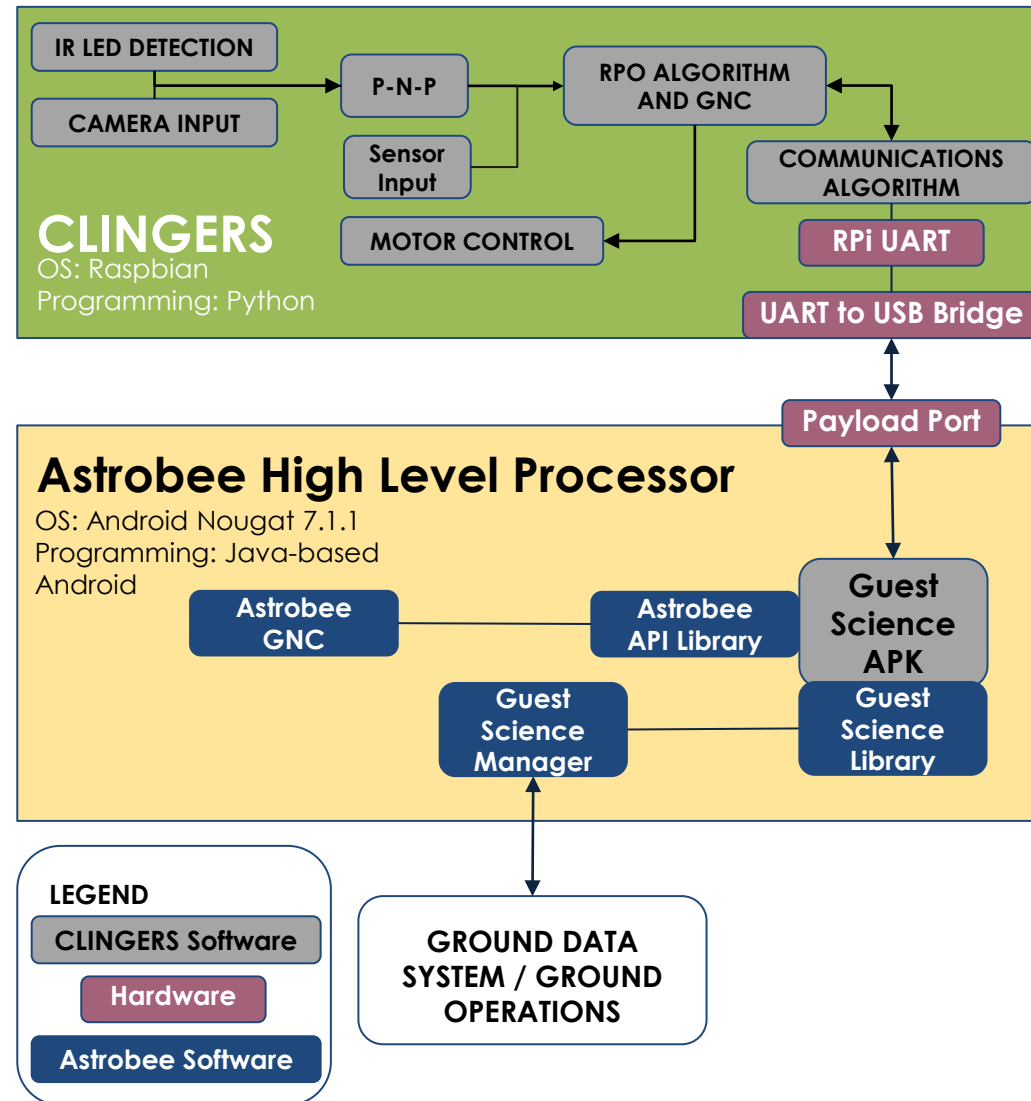 IR LED DETECTION
CAMERA INPUT
P-N-P
Sensor
Input
RPO ALGORITHM
AND GNC
COMMUNICATIONS
ALGORITHM
MOTOR CONTROL
RPi UART
UART to USB Bridge
CLINGERS
OS: Raspbian
Programming: Python
Payload Port
Astrobee High Level Processor
OS: Android Nougat 7.1.1
Programming: Java-based
Android
Astrobee
GNC
Astrobee
API Library
Guest
Science
APK
Guest
Science
Manager
Guest
Science
Library
LEGEND
CLINGERS Software
Hardware
Astrobee Software
GROUND DATA
SYSTEM / GROUND
OPERATIONS